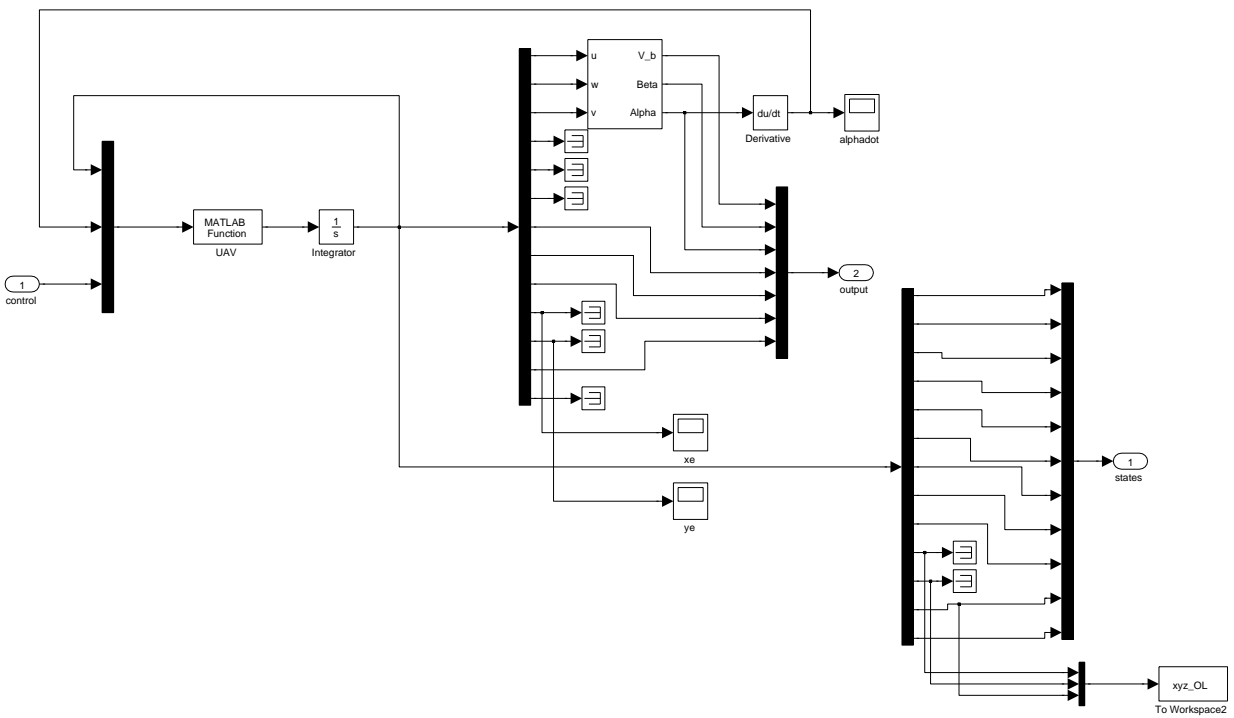 u
V_b
w
Beta
v
Alpha
du/dt
Derivative
alphadot
MATLAB
Function
UAV
1
s
Integrator
1
control
2
output
xe
ye
1
states
xyz_OL
To Workspace2